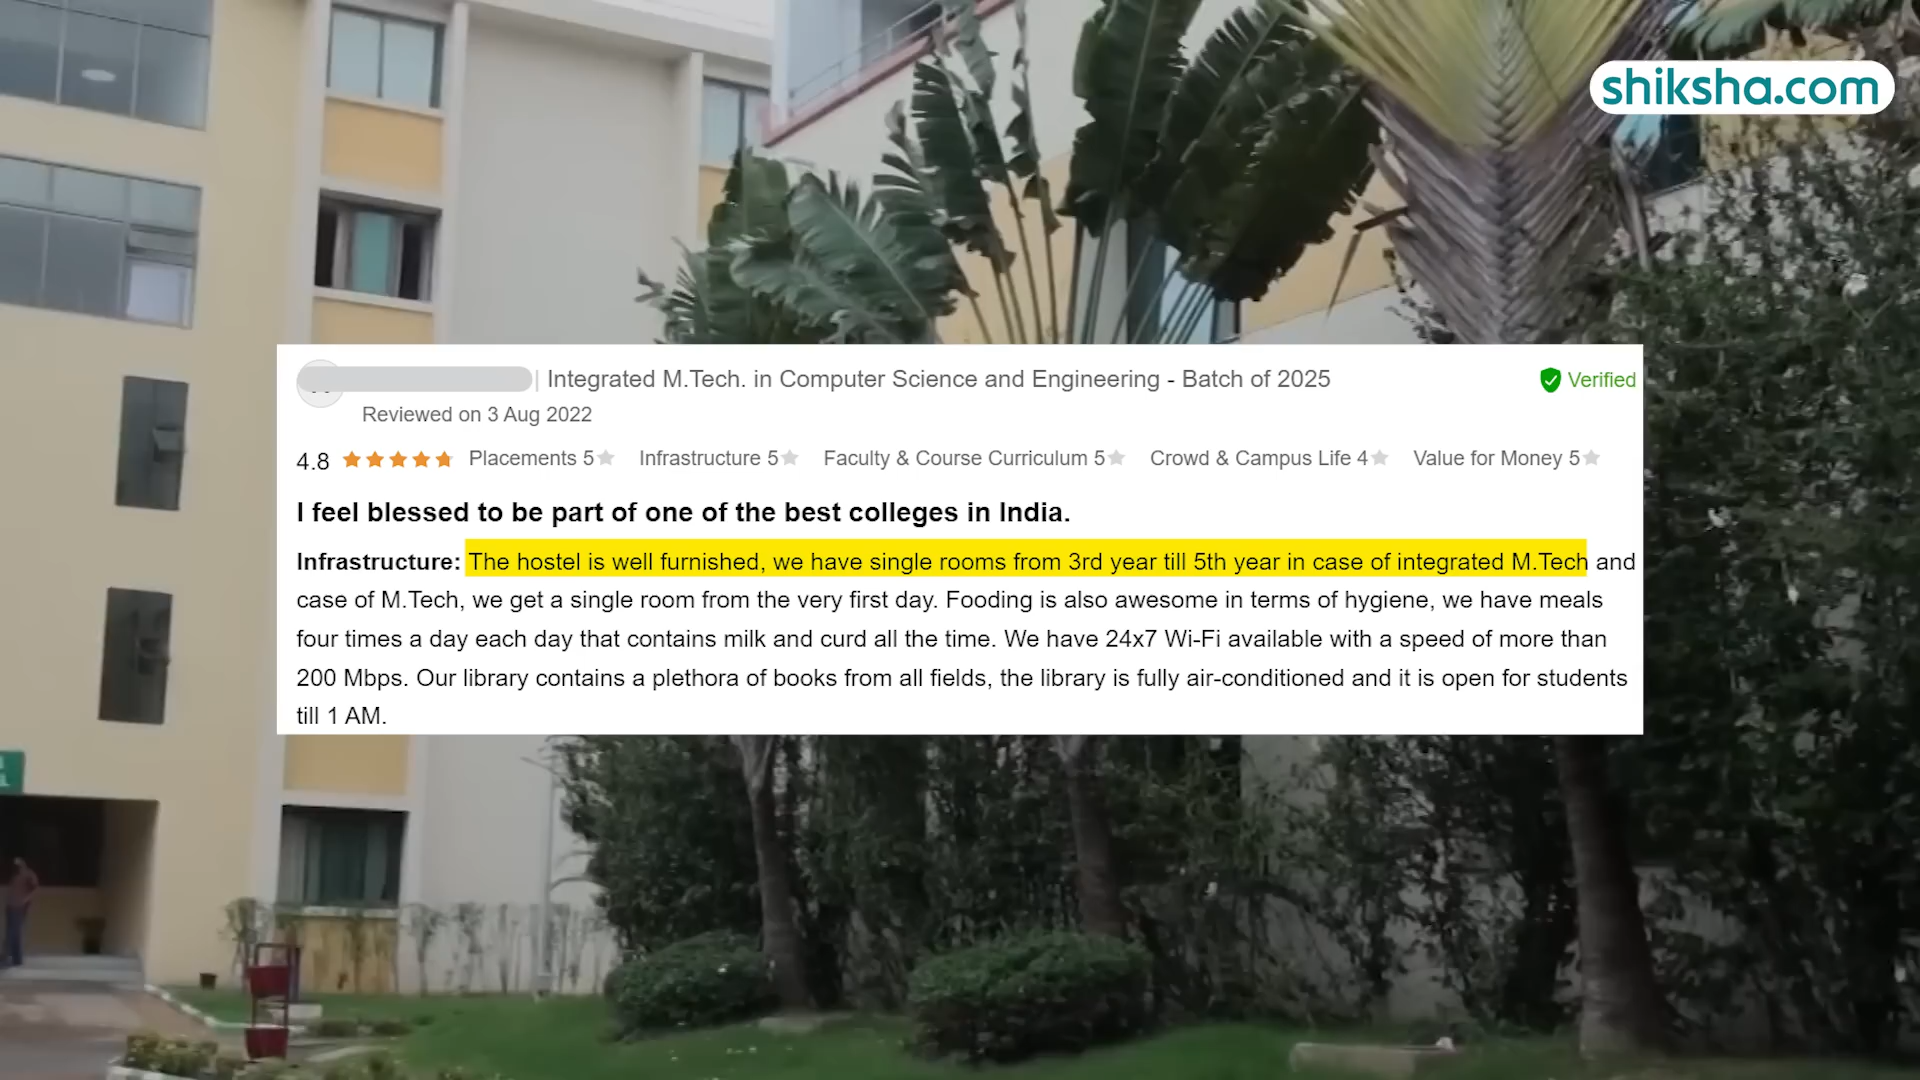 shiksha.com
| Integrated M.Tech. in Computer Science and Engineering - Batch of 2025
Verified
Reviewed on 3 Aug 2022
4.8 Placements 5 Infrastructure 5 Faculty & Course Curriculum 5 Crowd & Campus Life 4 Value for Money 5
I feel blessed to be part of one of the best colleges in India.
Infrastructure: The hostel is well furnished, we have single rooms from 3rd year till 5th year in case of integrated M.Tech and
case of M.Tech, we get a single room from the very first day. Fooding is also awesome in terms of hygiene, we have meals
four times a day each day that contains milk and curd all the time. We have 24x7 Wi-Fi available with a speed of more than
200 Mbps. Our library contains a plethora of books from all fields, the library is fully air-conditioned and it is open for students
till 1 AM.